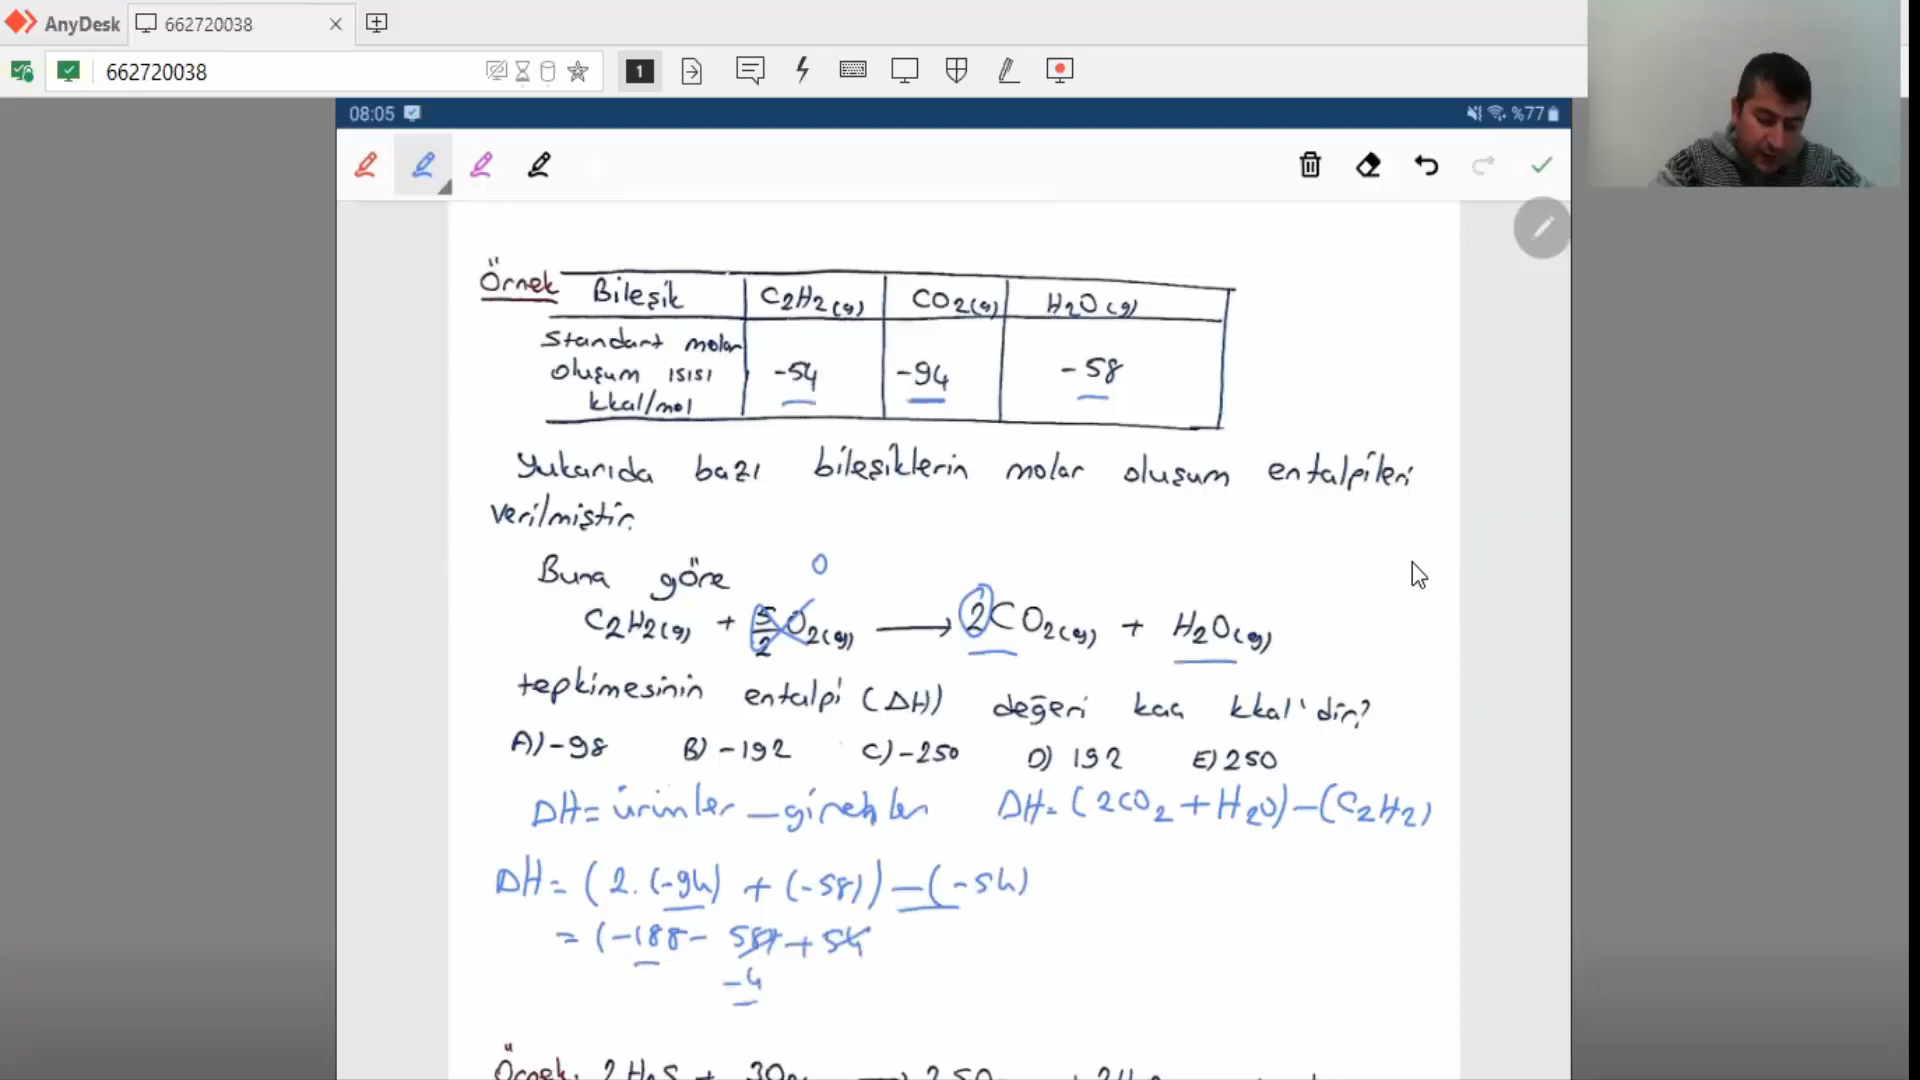 AnyDesk
662720038
662720038
1
08:05
%77
Örnek
Bileşik C2H2(g) CO2(g) H2O(g)
Standart molar
oluşum ısısı
kkal/mol
-54 -94 -58
Yukarıda bazı bileşiklerin molar oluşum entalpileri
verilmiştir.
Buna göre
0
C2H2(g) + 5/2 O2(g) → 2CO2(g) + H2O(g)
tepkimesinin entalpi (ΔH) değeri kaç kkal'dir?
A) -98 B) -192 C) -250 D) 192 E) 250
ΔH = ürünler - girenler ΔH = (2CO2 + H2O) - (C2H2)
ΔH = (2.(-94) + (-58)) - (-54)
= (-188 - 58) + 54
-4
Örnek: